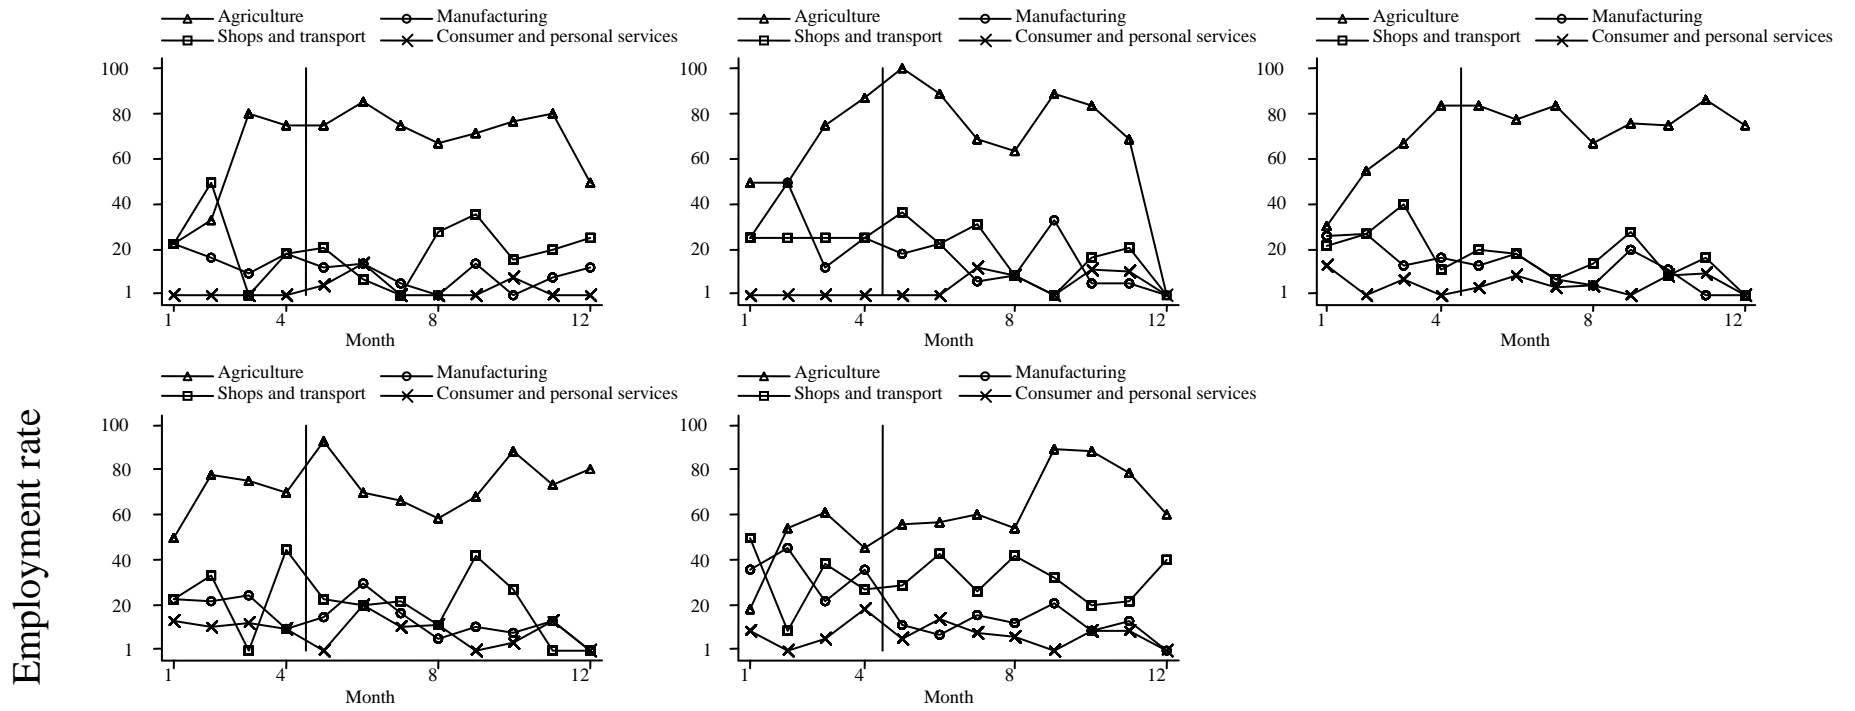 Agriculture Manufacturing
Shops and transport Consumer and personal services
100
80
60
40
20
1
1 4 8 12
Month
Agriculture Manufacturing
Shops and transport Consumer and personal services
100
80
60
40
20
1
1 4 8 12
Month
Agriculture Manufacturing
Shops and transport Consumer and personal services
100
80
60
40
20
1
1 4 8 12
Month
Employment rate
Agriculture Manufacturing
Shops and transport Consumer and personal services
100
80
60
40
20
1
1 4 8 12
Month
Agriculture Manufacturing
Shops and transport Consumer and personal services
100
80
60
40
20
1
1 4 8 12
Month